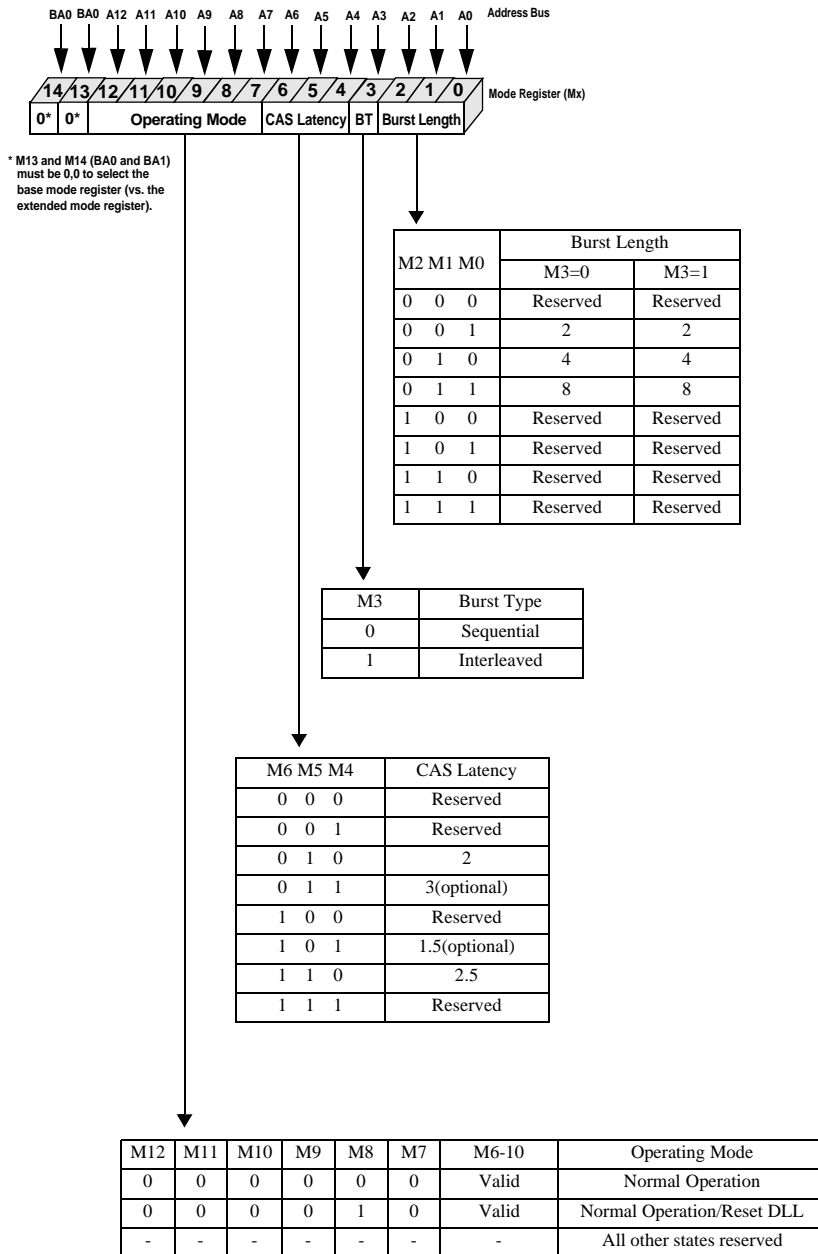 BA0 BA0 A12 A11 A10 A9 A8 A7 A6 A5 A4 A3 A2 A1 A0 Address Bus
14 13 12 11 10 9 8 7 6 5 4 3 2 1 0 Mode Register (Mx)
0* 0* Operating Mode CAS Latency BT Burst Length
* M13 and M14 (BA0 and BA1)
must be 0,0 to select the
base mode register (vs. the
extended mode register).
M2 M1 M0 Burst Length
M3=0 M3=1
0 0 0 Reserved Reserved
0 0 1 2 2
0 1 0 4 4
0 1 1 8 8
1 0 0 Reserved Reserved
1 0 1 Reserved Reserved
1 1 0 Reserved Reserved
1 1 1 Reserved Reserved
M3 Burst Type
0 Sequential
1 Interleaved
M6 M5 M4 CAS Latency
0 0 0 Reserved
0 0 1 Reserved
0 1 0 2
0 1 1 3(optional)
1 0 0 Reserved
1 0 1 1.5(optional)
1 1 0 2.5
1 1 1 Reserved
M12 M11 M10 M9 M8 M7 M6-10 Operating Mode
0 0 0 0 0 0 Valid Normal Operation
0 0 0 0 1 0 Valid Normal Operation/Reset DLL
- - - - - - - All other states reserved